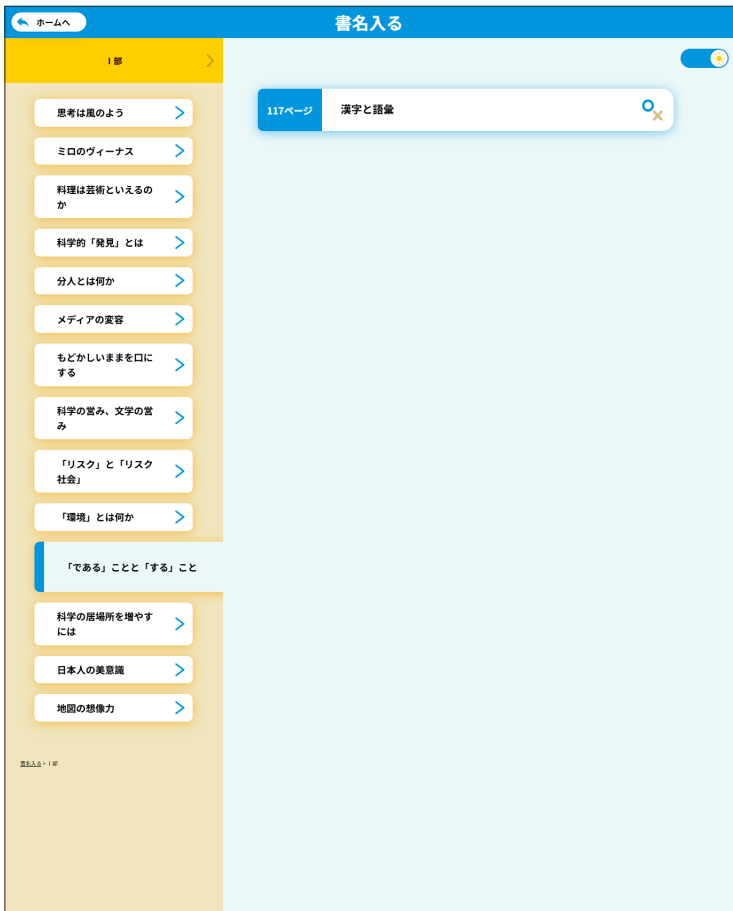 ホームへ
書名入る
Ⅰ部
思考は風のよう
ミロのヴィーナス
料理は芸術といえるの
か
科学的「発見」とは
分人とは何か
メディアの変容
もどかしいままを口に
する
科学の営み、文学の営
み
「リスク」と「リスク
社会」
「環境」とは何か
「である」ことと「する」こと
科学の居場所を増やす
には
日本人の美意識
地図の想像力
書名入る > Ⅰ部
117ページ
漢字と語彙